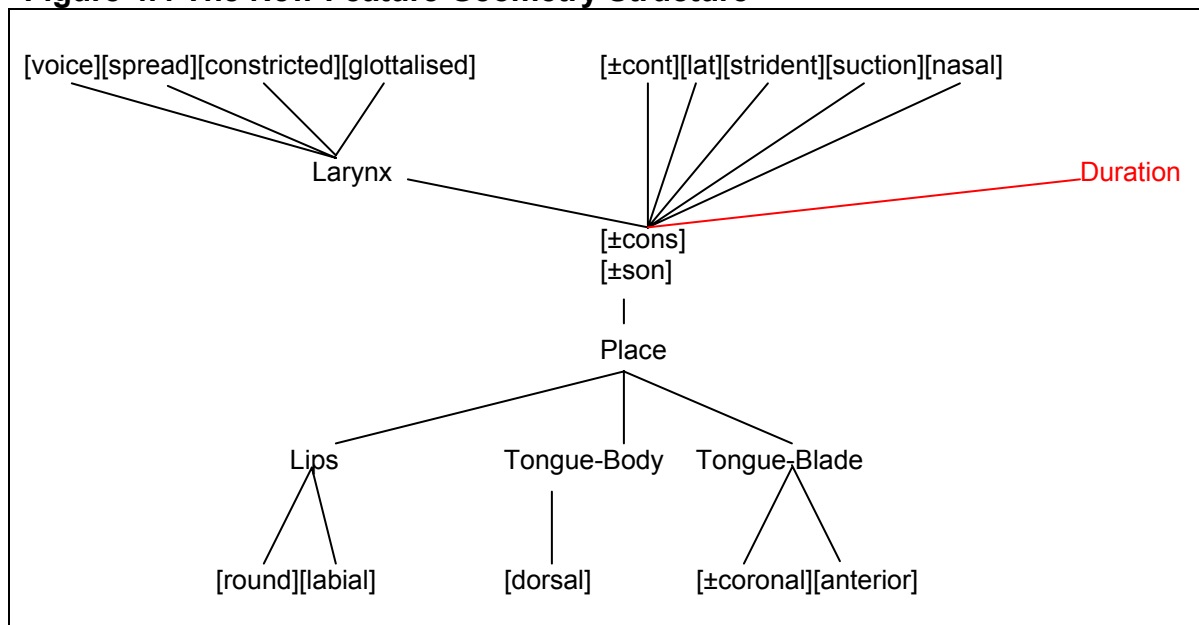 [voice][spread][constricted][glottalised] [±cont][lat][strident][suction][nasal]
Larynx Duration
[±cons]
[±son]
Place
Lips Tongue-Body Tongue-Blade
[round][labial] [dorsal] [±coronal][anterior]